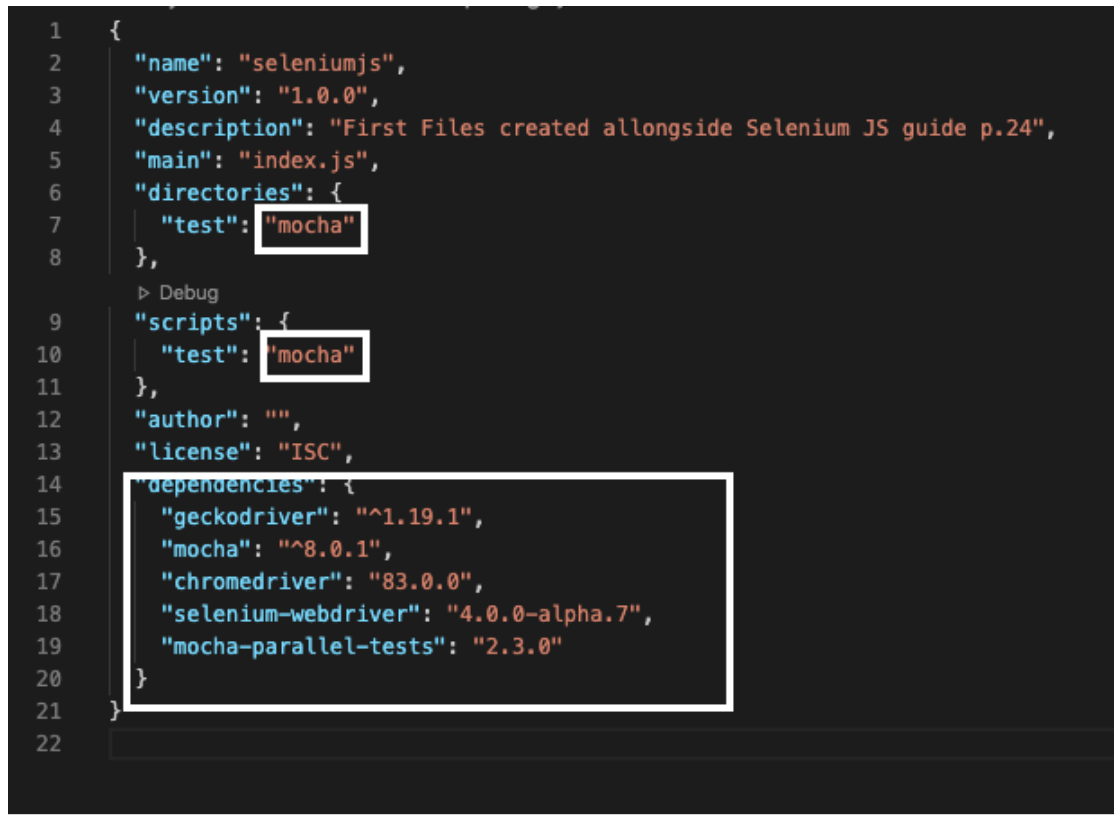 1 {
2 "name": "seleniumjs",
3 "version": "1.0.0",
4 "description": "First Files created allongside Selenium JS guide p.24",
5 "main": "index.js",
6 "directories": {
7 "test": "mocha"
8 },
▷ Debug
9 "scripts": {
10 "test": "mocha"
11 },
12 "author": "",
13 "license": "ISC",
14 "dependencies": {
15 "geckodriver": "^1.19.1",
16 "mocha": "^8.0.1",
17 "chromedriver": "83.0.0",
18 "selenium-webdriver": "4.0.0-alpha.7",
19 "mocha-parallel-tests": "2.3.0"
20 }
21 }
22